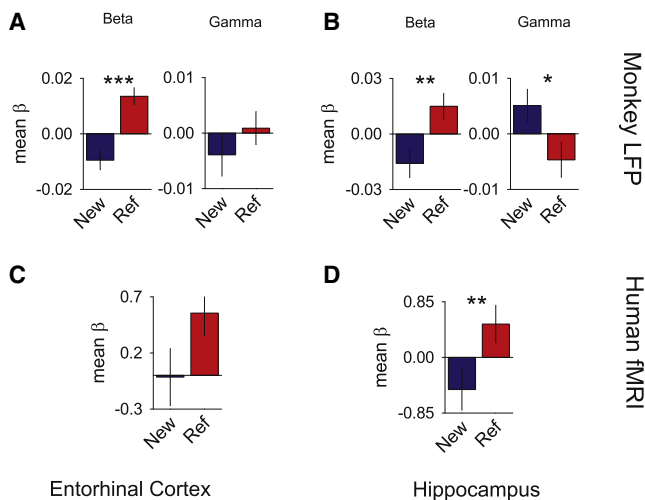 A
Beta
Gamma
mean β
0.02
0.00
-0.02
***
New
Ref
0.01
0.00
-0.01
New
Ref
B
Beta
Gamma
mean β
0.03
0.00
-0.03
**
New
Ref
0.01
0.00
-0.01
*
New
Ref
Monkey LFP
C
mean β
0.7
0.2
-0.3
New
Ref
D
mean β
0.85
0.00
-0.85
**
New
Ref
Human fMRI
Entorhinal Cortex
Hippocampus